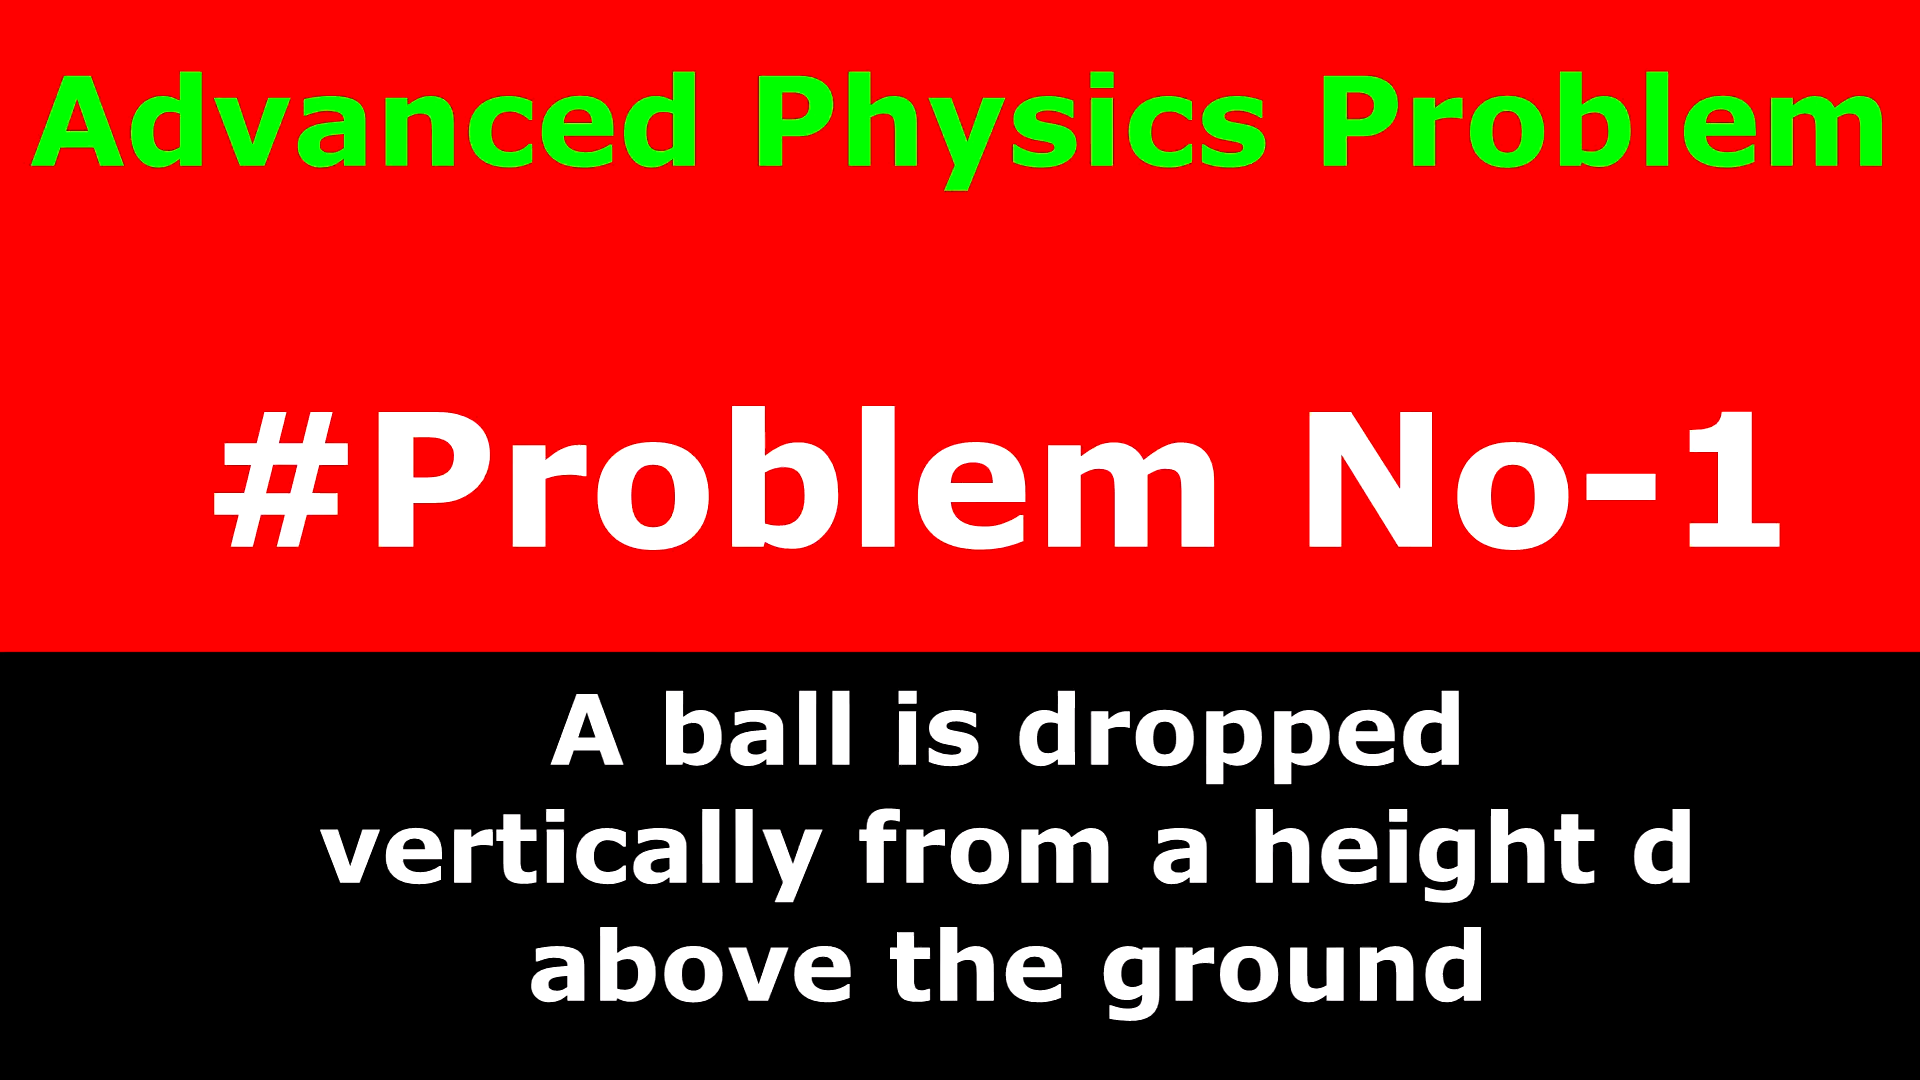 Advanced Physics Problem
#Problem No-1
A ball is dropped
vertically from a height d
above the ground